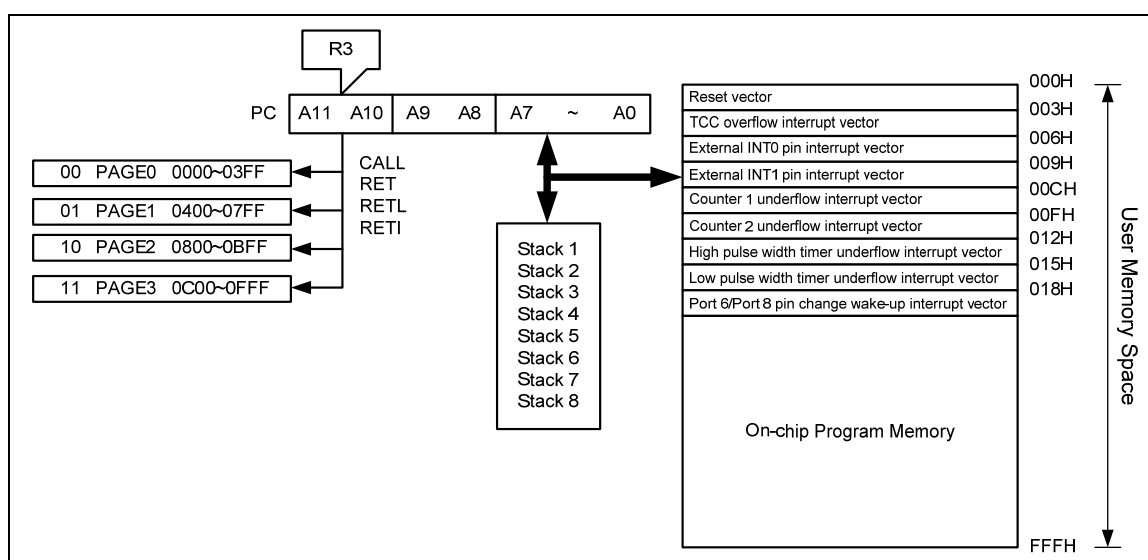 R3
PC A11 A10 A9 A8 A7 ~ A0
CALL
RET
RETL
RETI
00 PAGE0 0000~03FF
01 PAGE1 0400~07FF
10 PAGE2 0800~0BFF
11 PAGE3 0C00~0FFF
Stack 1
Stack 2
Stack 3
Stack 4
Stack 5
Stack 6
Stack 7
Stack 8
000H
Reset vector
003H
TCC overflow interrupt vector
006H
External INT0 pin interrupt vector
009H
External INT1 pin interrupt vector
00CH
Counter 1 underflow interrupt vector
00FH
Counter 2 underflow interrupt vector
012H
High pulse width timer underflow interrupt vector
015H
Low pulse width timer underflow interrupt vector
018H
Port 6/Port 8 pin change wake-up interrupt vector
On-chip Program Memory
FFFH
User Memory Space